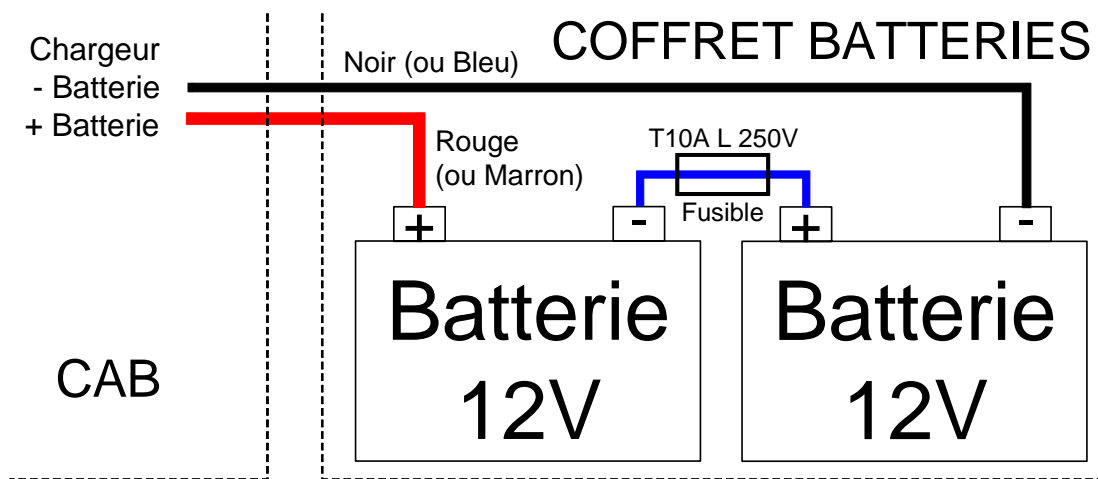 COFFRET BATTERIES
Chargeur
- Batterie
+ Batterie
Noir (ou Bleu)
Rouge
(ou Marron)
T10A L 250V
Fusible
+
-
+
-
Batterie
12V
Batterie
12V
CAB